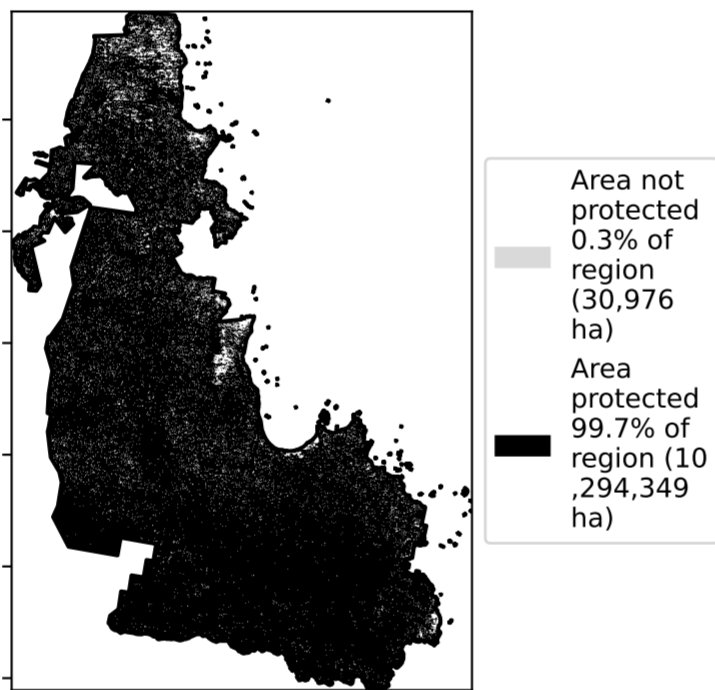 Area not
protected
0.3% of
region
(30,976
ha)
Area
protected
99.7% of
region (10
,294,349
ha)